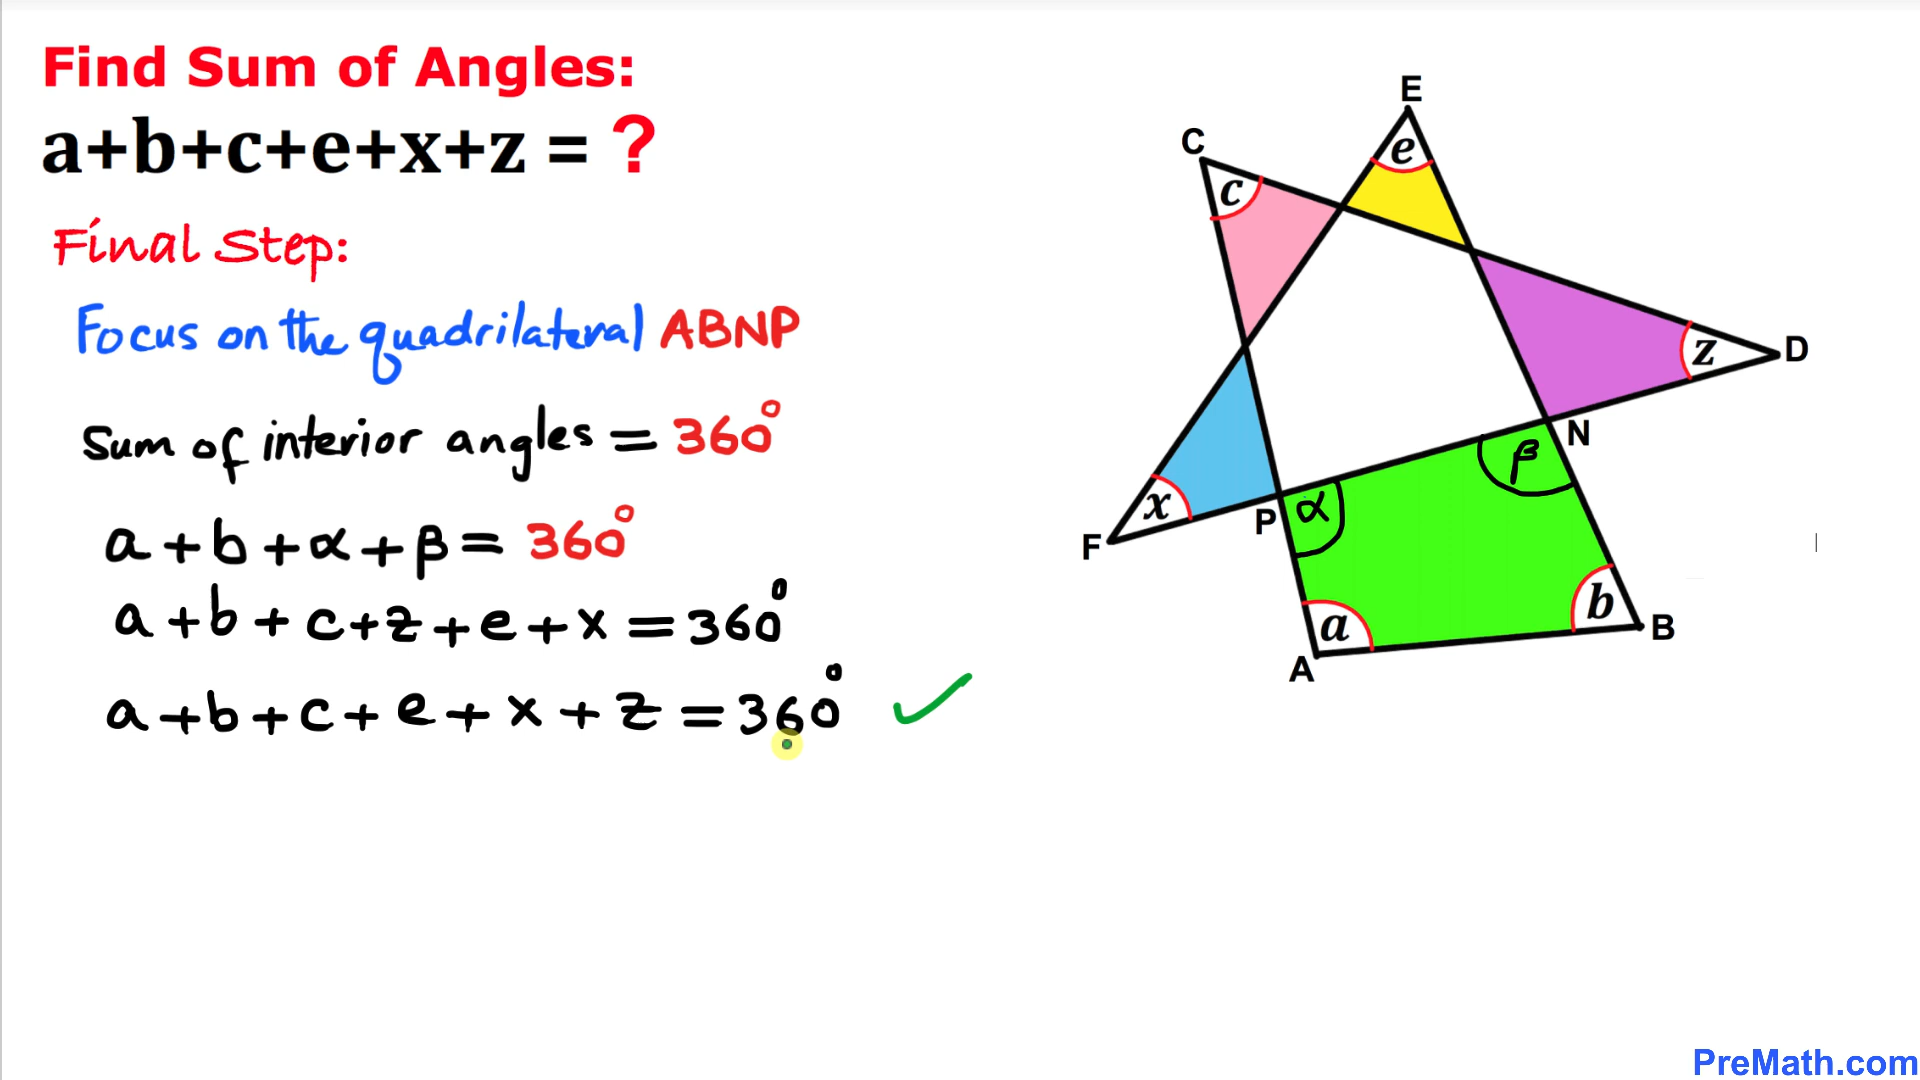 Find Sum of Angles:
a+b+c+e+x+z = ?
Final Step:
Focus on the quadrilateral ABNP
Sum of interior angles = 360°
a + b + α + β = 360°
a + b + c + z + e + x = 360°
a + b + c + e + x + z = 360° ✓
E
e
C
c
z
D
N
β
α
P
x
F
b
B
a
A
PreMath.com